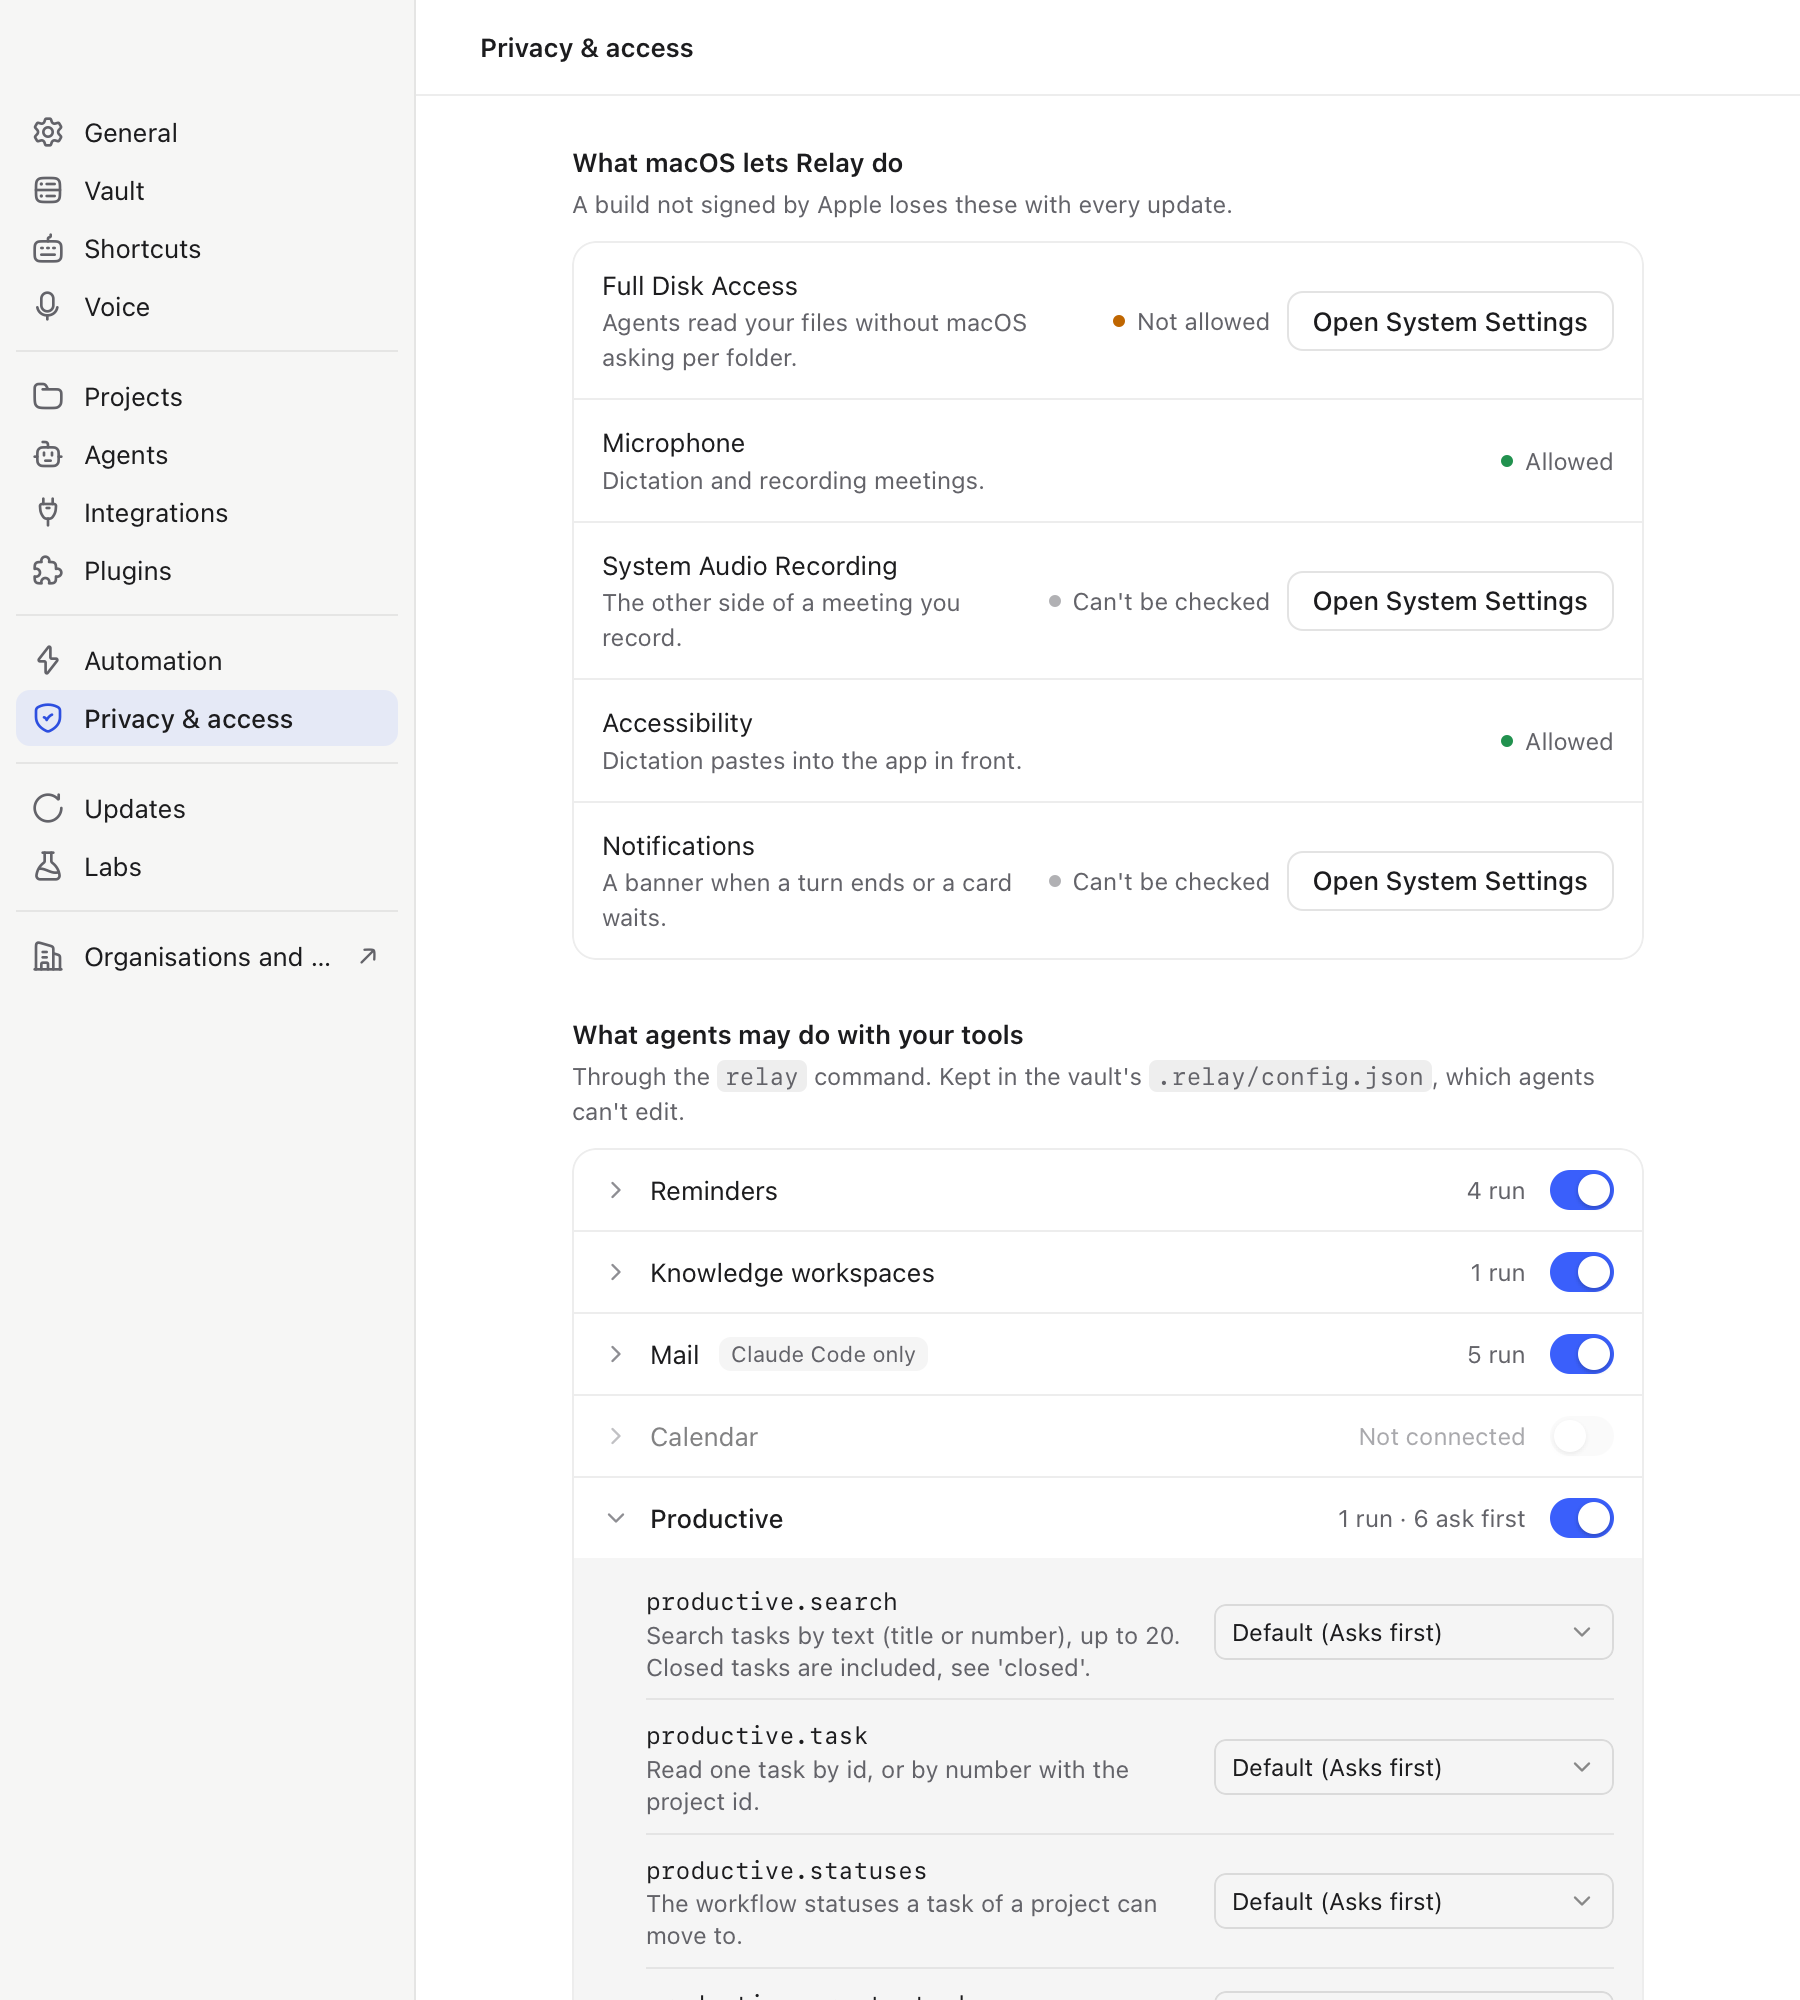 Privacy & access
General
Vault
Shortcuts
Voice
Projects
Agents
Integrations
Plugins
Automation
Privacy & access
Updates
Labs
Organisations and ...
What macOS lets Relay do
A build not signed by Apple loses these with every update.
Full Disk Access
Agents read your files without macOS
asking per folder.
Not allowed
Open System Settings
Microphone
Dictation and recording meetings.
Allowed
System Audio Recording
The other side of a meeting you
record.
Can't be checked
Open System Settings
Accessibility
Dictation pastes into the app in front.
Allowed
Notifications
A banner when a turn ends or a card
waits.
Can't be checked
Open System Settings
What agents may do with your tools
Through the relay command. Kept in the vault's .relay/config.json, which agents
can't edit.
Reminders
4 run
Knowledge workspaces
1 run
Mail
Claude Code only
5 run
Calendar
Not connected
Productive
1 run · 6 ask first
productive.search
Search tasks by text (title or number), up to 20.
Closed tasks are included, see 'closed'.
Default (Asks first)
productive.task
Read one task by id, or by number with the
project id.
Default (Asks first)
productive.statuses
The workflow statuses a task of a project can
move to.
Default (Asks first)